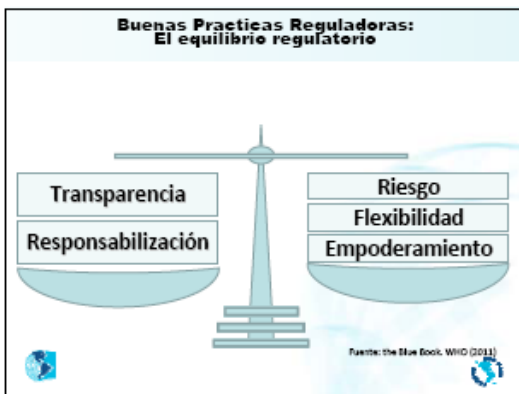 Buenas Practicas Reguladoras:
El equilibrio regulatorio
Transparencia
Responsabilización
Riesgo
Flexibilidad
Empoderamiento
Fuente: the Blue Book. WHO (2011)